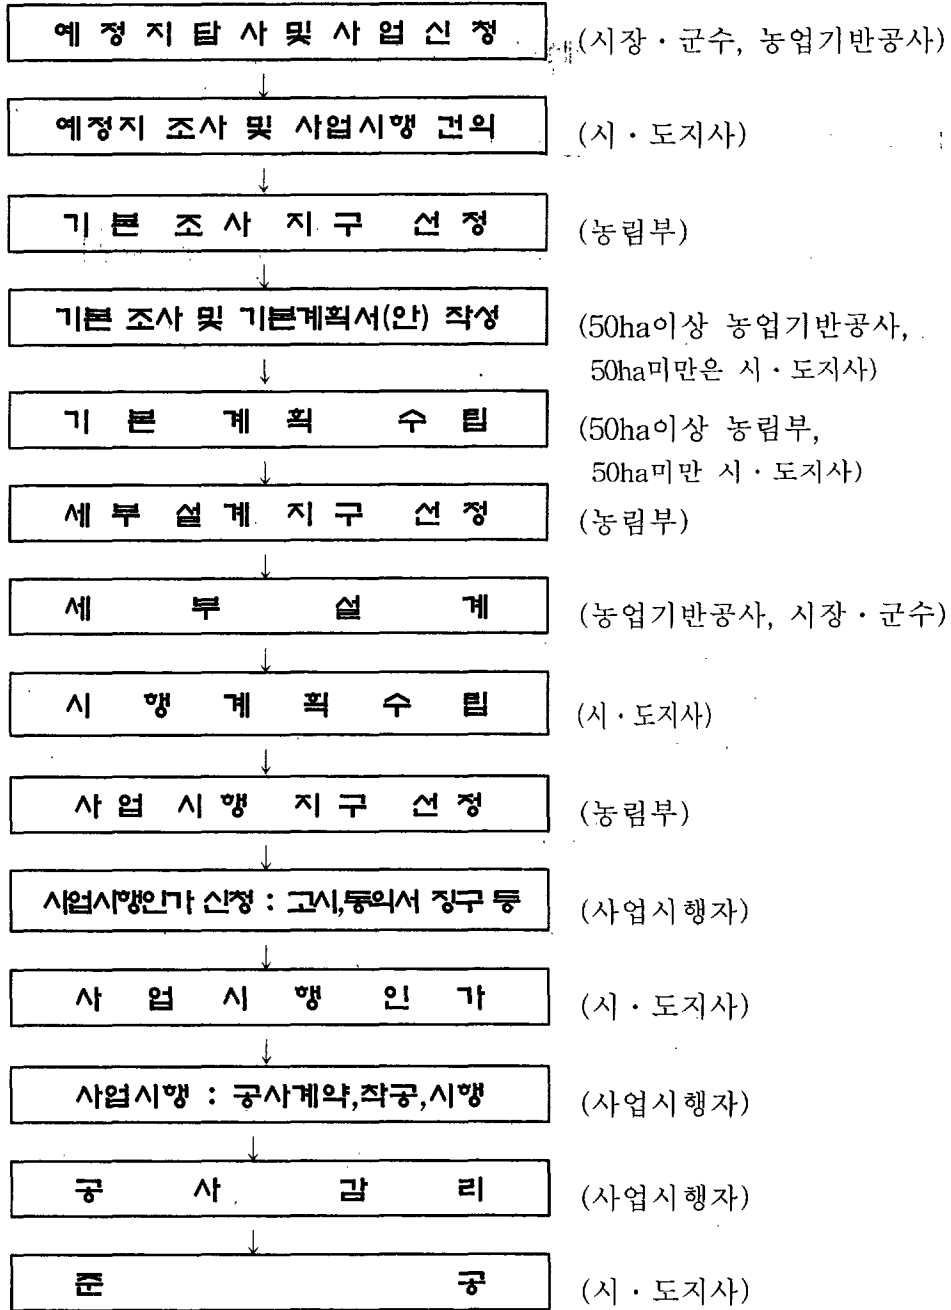 예 정 지 답 사 및 사 업 신 청 (시장·군수, 농업기반공사)
↓
예정지 조사 및 사업시행 건의 (시·도지사)
↓
기 본 조 사 지 구 선 정 (농림부)
↓
기본 조사 및 기본계획서(안) 작성 (50ha이상 농업기반공사,
50ha미만은 시·도지사)
↓
기 본 계 획 수 립 (50ha이상 농림부,
50ha미만 시·도지사)
↓
세 부 설 계 지 구 선 정 (농림부)
↓
세 부 설 계 (농업기반공사, 시장·군수)
↓
시 행 계 획 수 립 (시·도지사)
↓
사 업 시 행 지 구 선 정 (농림부)
↓
사업시행인가 신청 : 고시,동의서 징구 등 (사업시행자)
↓
사 업 시 행 인 가 (시·도지사)
↓
사업시행 : 공사계약,착공,시행 (사업시행자)
↓
공 사 감 리 (사업시행자)
↓
준 공 (시·도지사)